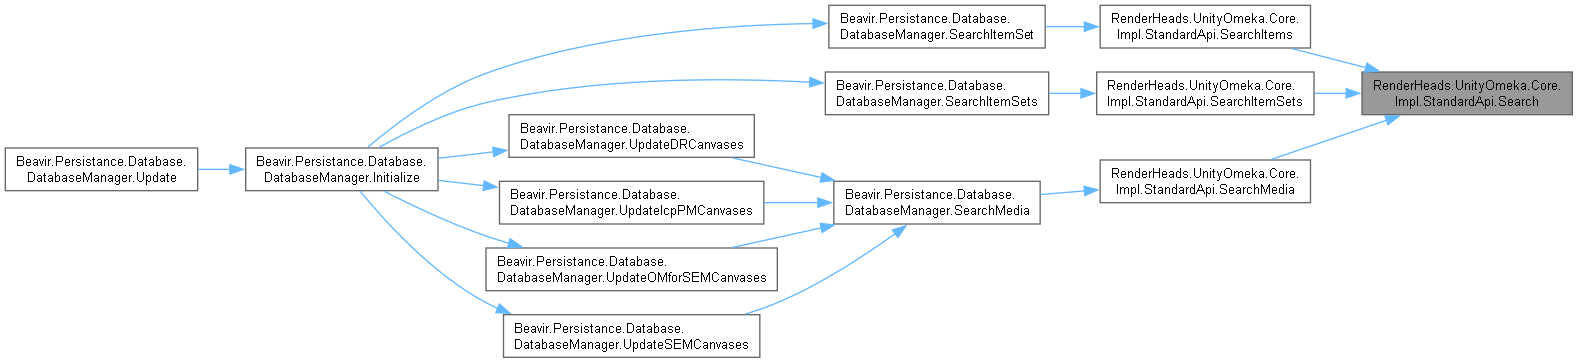 Beavir.Persistance.Database.
DatabaseManager.Update
Beavir.Persistance.Database.
DatabaseManager.Initialize
Beavir.Persistance.Database.
DatabaseManager.SearchItemSet
Beavir.Persistance.Database.
DatabaseManager.SearchItemSets
Beavir.Persistance.Database.
DatabaseManager.UpdateDRCanvases
Beavir.Persistance.Database.
DatabaseManager.UpdateIcpPMCanvases
Beavir.Persistance.Database.
DatabaseManager.UpdateOMforSEMCanvases
Beavir.Persistance.Database.
DatabaseManager.UpdateSEMCanvases
Beavir.Persistance.Database.
DatabaseManager.SearchMedia
RenderHeads.UnityOmeka.Core.
Impl.StandardApi.SearchItems
RenderHeads.UnityOmeka.Core.
Impl.StandardApi.SearchItemSets
RenderHeads.UnityOmeka.Core.
Impl.StandardApi.SearchMedia
RenderHeads.UnityOmeka.Core.
Impl.StandardApi.Search